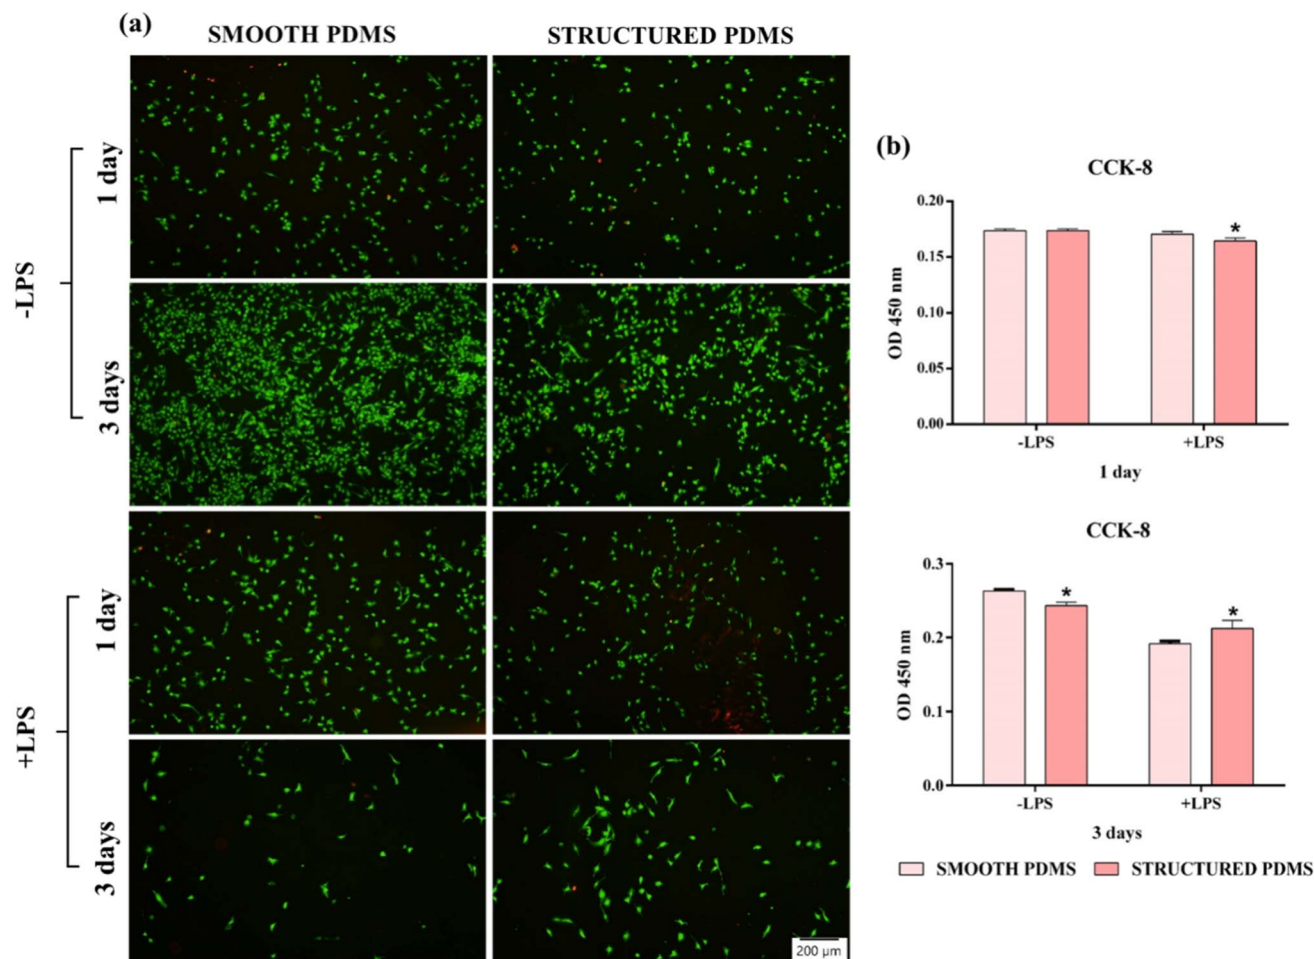 (a)
SMOOTH PDMS
STRUCTURED PDMS
-LPS
1 day
3 days
+LPS
1 day
3 days
200 µm
(b)
CCK-8
OD 450 nm
0.20
0.15
0.10
0.05
0.00
-LPS
+LPS
*
1 day
CCK-8
OD 450 nm
0.3
0.2
0.1
0.0
*
*
-LPS
+LPS
3 days
SMOOTH PDMS
STRUCTURED PDMS